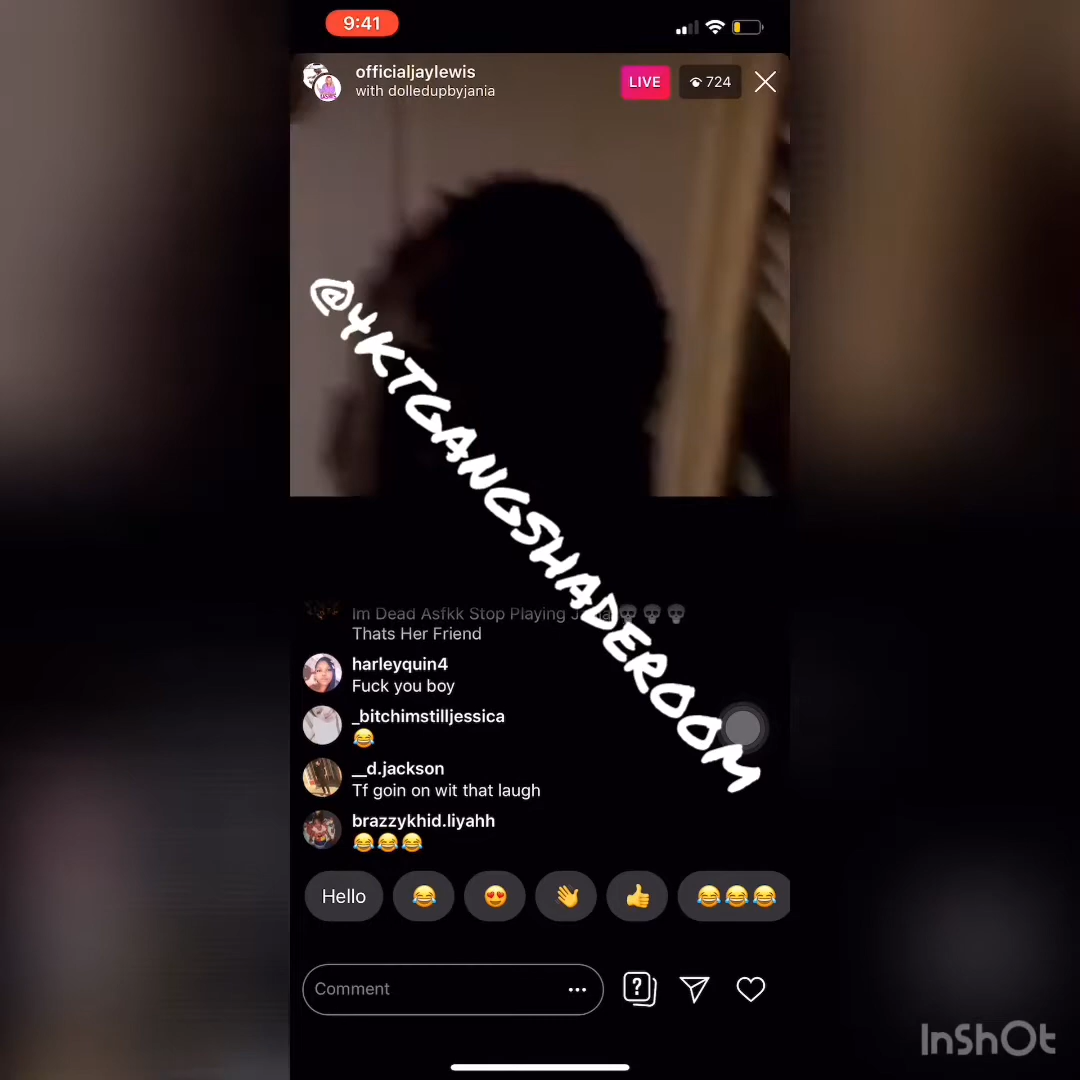 9:41
officialjaylewis
with dolledupbyjania
LIVE
724
@4KTGANGSHADEROOM
Im Dead Asfkk Stop Playing
Thats Her Friend
harleyquin4
Fuck you boy
_bitchimstilljessica
__d.jackson
Tf goin on wit that laugh
brazzykhid.liyahh
Hello
Comment
InShOt